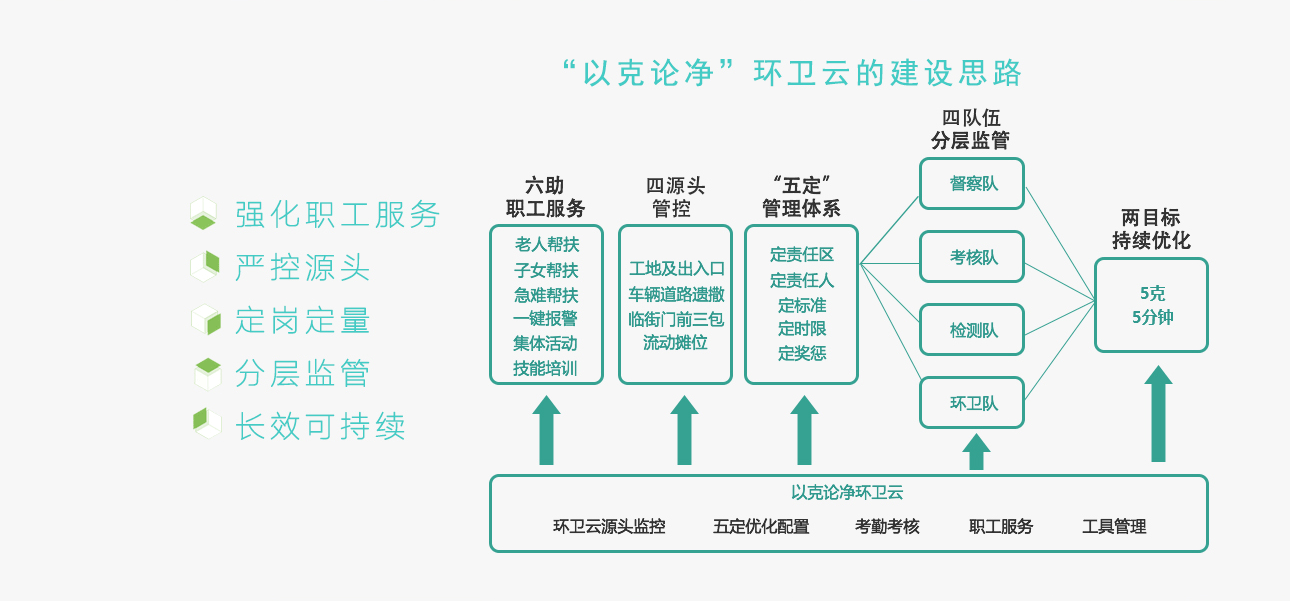 “以克论净” 环卫云的建设思路
强化职工服务
严控源头
定岗定量
分层监管
长效可持续
六助
职工服务
老人帮扶
子女帮扶
急难帮扶
一键报警
集体活动
技能培训
四源头
管控
工地及出入口
车辆道路遗撒
临街门前三包
流动摊位
“五定”
管理体系
定责任区
定责任人
定标准
定时限
定奖惩
四队伍
分层监管
督察队
考核队
检测队
环卫队
两目标
持续优化
5克
5分钟
以克论净环卫云
环卫云源头监控
五定优化配置
考勤考核
职工服务
工具管理